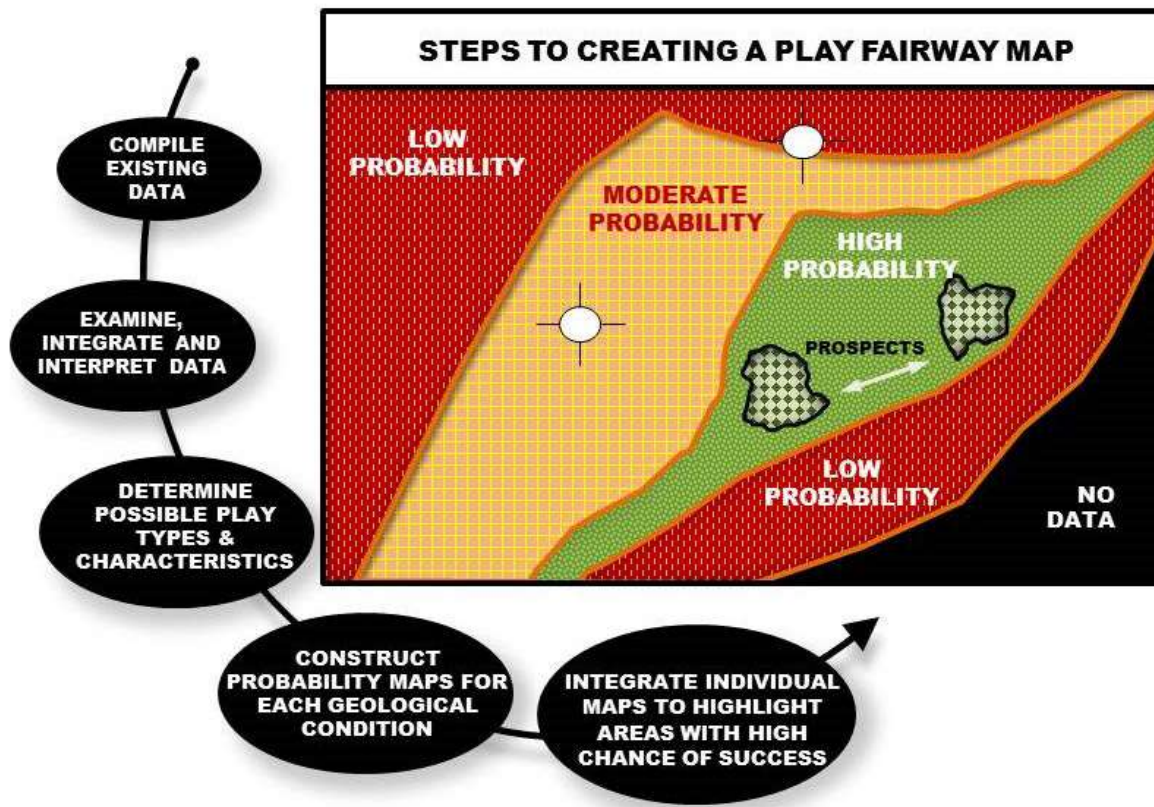 STEPS TO CREATING A PLAY FAIRWAY MAP
COMPILE
EXISTING
DATA
EXAMINE,
INTEGRATE AND
INTERPRET DATA
DETERMINE
POSSIBLE PLAY
TYPES &
CHARACTERISTICS
CONSTRUCT
PROBABILITY MAPS FOR
EACH GEOLOGICAL
CONDITION
INTEGRATE INDIVIDUAL
MAPS TO HIGHLIGHT
AREAS WITH HIGH
CHANCE OF SUCCESS
LOW
PROBABILITY
MODERATE
PROBABILITY
HIGH
PROBABILITY
PROSPECTS
LOW
PROBABILITY
NO
DATA